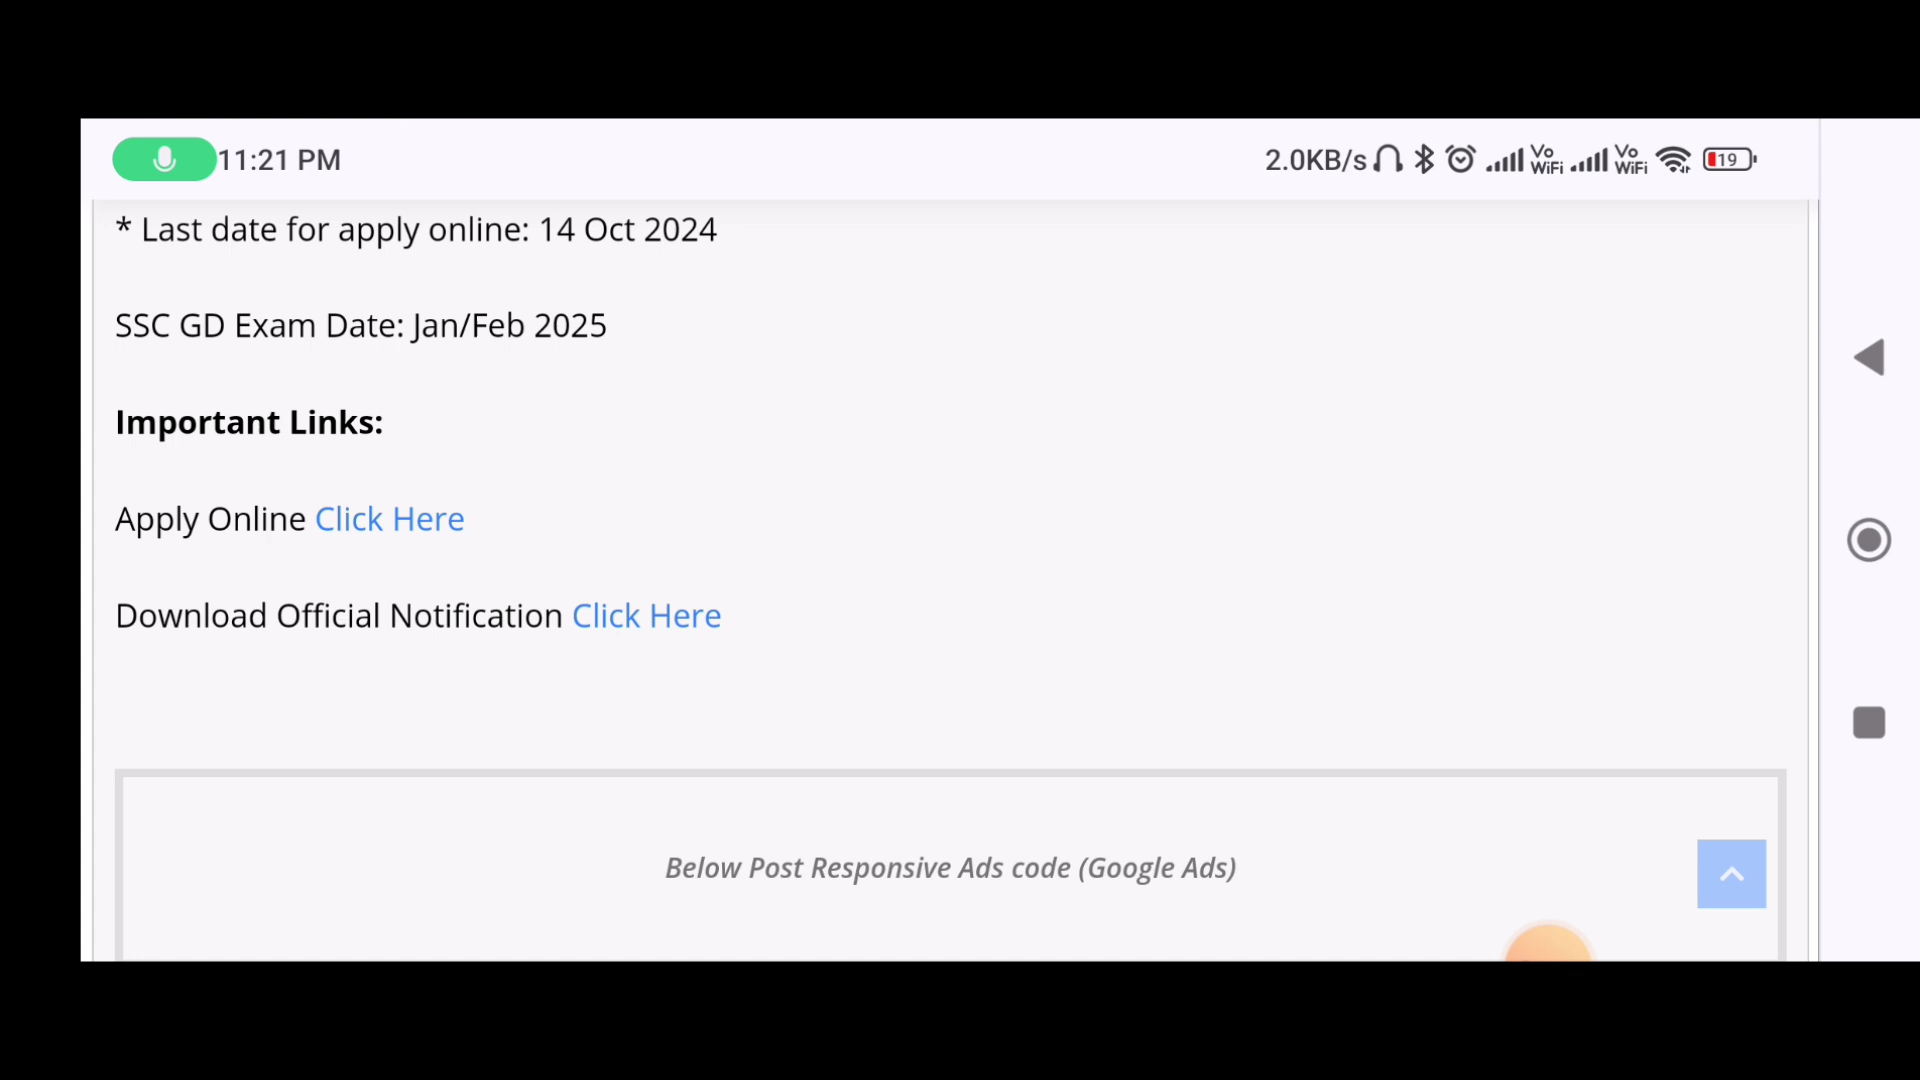 11:21 PM
2.0KB/s Vo WiFi Vo WiFi 19
* Last date for apply online: 14 Oct 2024
SSC GD Exam Date: Jan/Feb 2025
Important Links:
Apply Online Click Here
Download Official Notification Click Here
Below Post Responsive Ads code (Google Ads)